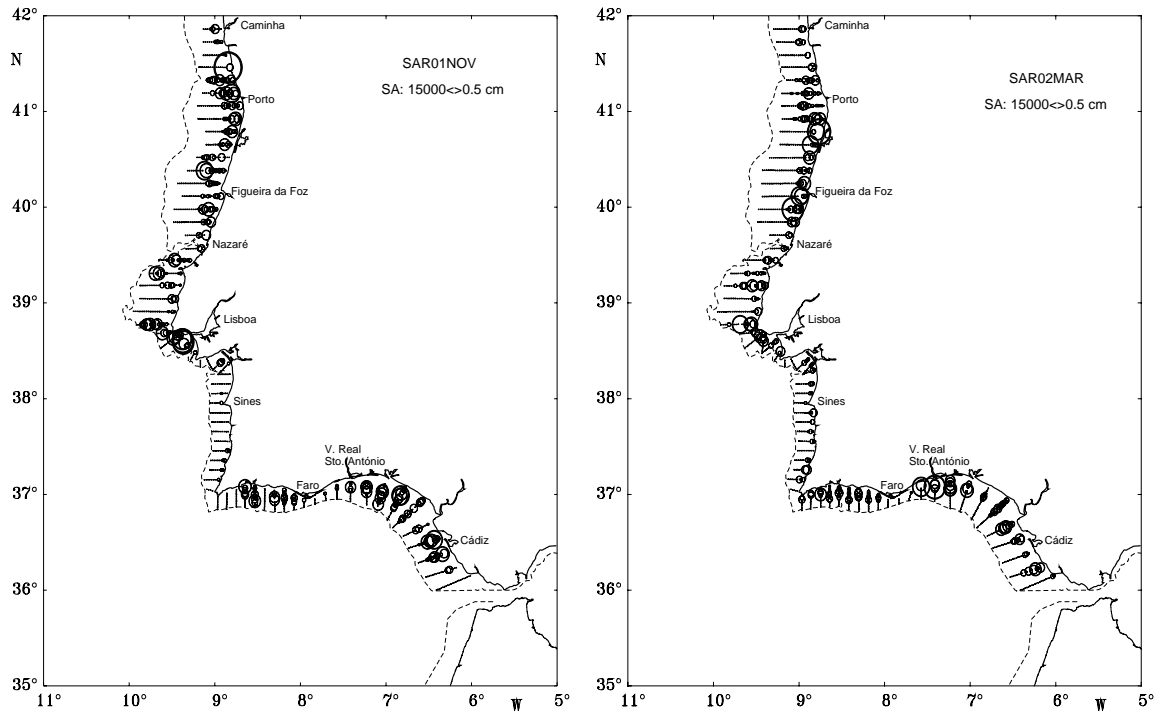 42°
Caminha
N
SAR01NOV
SA: 15000<>0.5 cm
41°
Porto
40°
Figueira da Foz
Nazaré
39°
Lisboa
38°
Sines
V. Real
Sto. António
37°
Faro
Cádiz
36°
35°
11° 10° 9° 8° 7° 6° W 5°
42°
Caminha
N
SAR02MAR
SA: 15000<>0.5 cm
41°
Porto
40°
Figueira da Foz
Nazaré
39°
Lisboa
38°
Sines
V. Real
Sto. António
37°
Faro
Cádiz
36°
35°
11° 10° 9° 8° 7° 6° W 5°